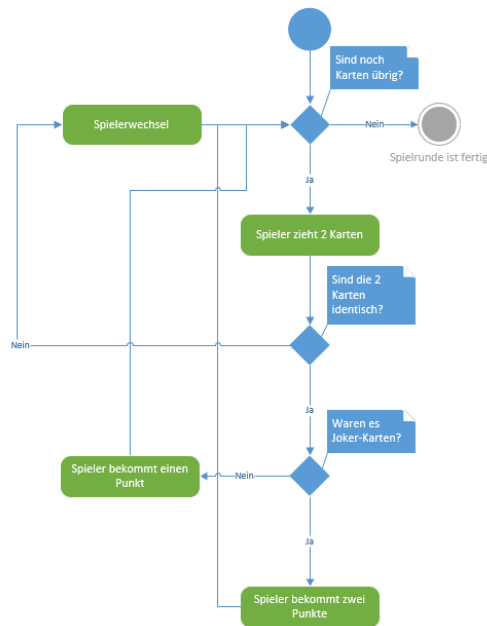 Sind noch
Karten übrig?
Spielerwechsel
Nein
Spielrunde ist fertig
Ja
Spieler zieht 2 Karten
Sind die 2
Karten
identisch?
Nein
Ja
Waren es
Joker-Karten?
Spieler bekommt einen
Punkt
Nein
Ja
Spieler bekommt zwei
Punkte